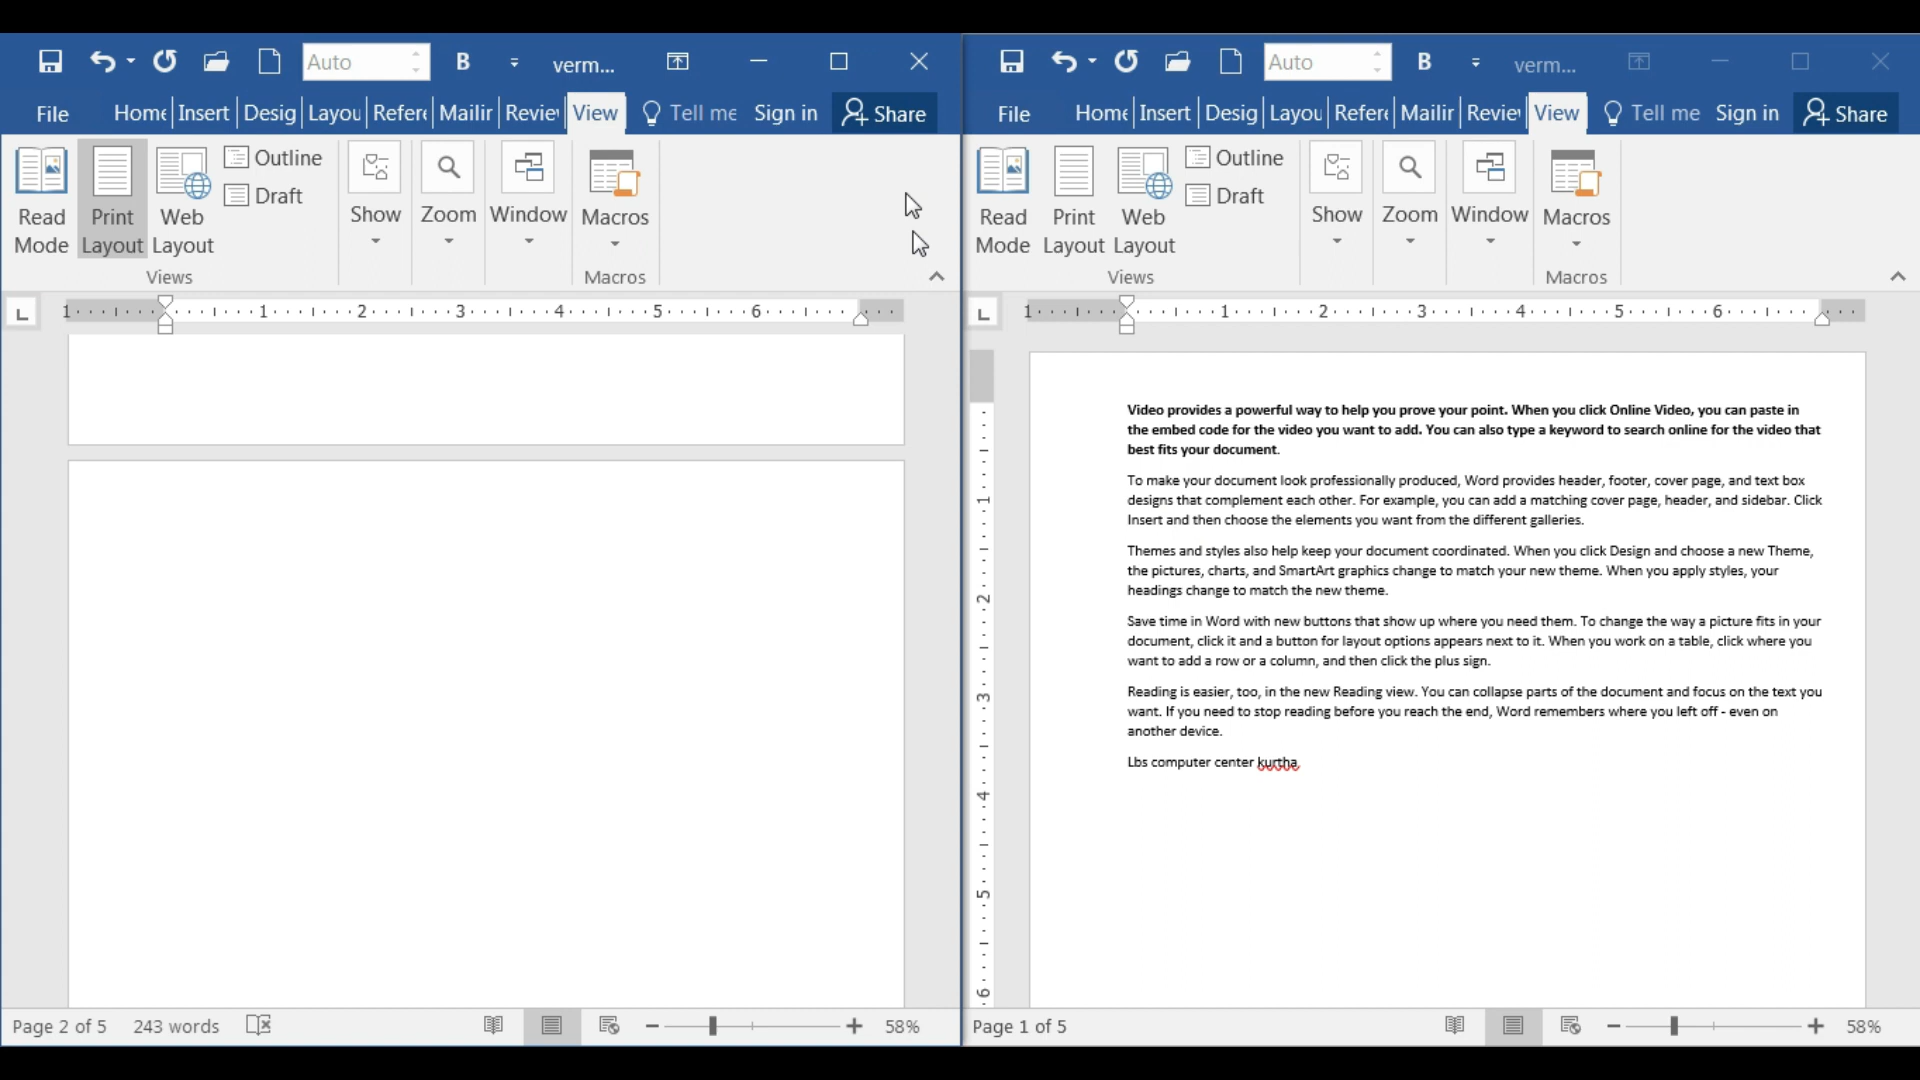 Auto
B
verm...
File
Home
Insert
Desig
Layou
Refere
Mailin
Review
View
Tell me
Sign in
Share
Read Mode
Print Layout
Web Layout
Outline
Draft
Views
Show
Zoom
Window
Macros
Macros
1 1 2 3 4 5 6
Page 2 of 5
243 words
58%
Auto
B
verm...
File
Home
Insert
Desig
Layou
Refere
Mailin
Review
View
Tell me
Sign in
Share
Read Mode
Print Layout
Web Layout
Outline
Draft
Views
Show
Zoom
Window
Macros
Macros
1 1 2 3 4 5 6
1
2
3
4
5
6
Video provides a powerful way to help you prove your point. When you click Online Video, you can paste in
the embed code for the video you want to add. You can also type a keyword to search online for the video that
best fits your document.
To make your document look professionally produced, Word provides header, footer, cover page, and text box
designs that complement each other. For example, you can add a matching cover page, header, and sidebar. Click
Insert and then choose the elements you want from the different galleries.
Themes and styles also help keep your document coordinated. When you click Design and choose a new Theme,
the pictures, charts, and SmartArt graphics change to match your new theme. When you apply styles, your
headings change to match the new theme.
Save time in Word with new buttons that show up where you need them. To change the way a picture fits in your
document, click it and a button for layout options appears next to it. When you work on a table, click where you
want to add a row or a column, and then click the plus sign.
Reading is easier, too, in the new Reading view. You can collapse parts of the document and focus on the text you
want. If you need to stop reading before you reach the end, Word remembers where you left off - even on
another device.
Lbs computer center kurtha
Page 1 of 5
58%